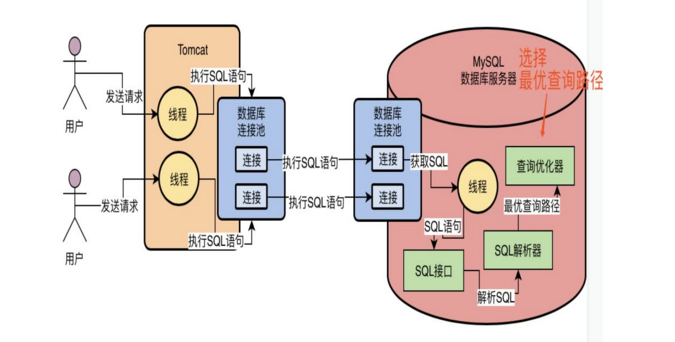 Tomcat
执行SQL语句
发送请求
线程
用户
数据库
连接池
连接
执行SQL语句
连接
执行SQL语句
线程
发送请求
执行SQL语句
用户
数据库
连接池
连接
连接
MySQL
数据库服务器
选择
最优查询路径
获取SQL
线程
查询优化器
最优查询路径
SQL语句
SQL解析器
SQL接口
解析SQL